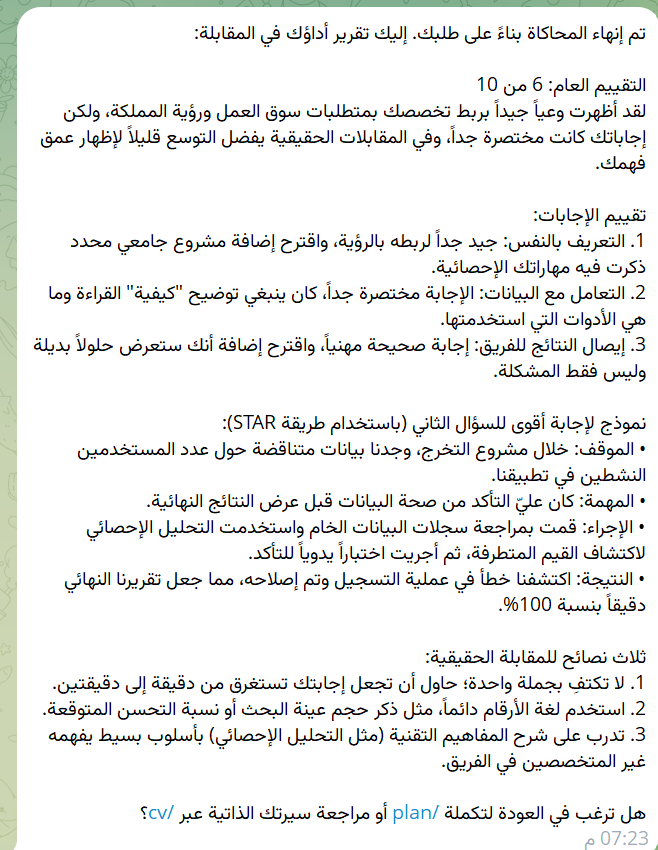 تم إنهاء المحاكاة بناءً على طلبك. إليك تقرير أداؤك في المقابلة:
التقييم العام: 6 من 10
لقد أظهرت وعياً جيداً بربط تخصصك بمتطلبات سوق العمل ورؤية المملكة، ولكن
إجاباتك كانت مختصرة جداً، وفي المقابلات الحقيقية يفضل التوسع قليلاً لإظهار عمق
فهمك.
تقييم الإجابات:
1. التعريف بالنفس: جيد جداً لربطه بالرؤية، واقترح إضافة مشروع جامعي محدد
ذكرت فيه مهاراتك الإحصائية.
2. التعامل مع البيانات: الإجابة مختصرة جداً، كان ينبغي توضيح "كيفية" القراءة وما
هي الأدوات التي استخدمتها.
3. إيصال النتائج للفريق: إجابة صحيحة مهنياً، واقترح إضافة أنك ستعرض حلولاً بديلة
وليس فقط المشكلة.
نموذج لإجابة أقوى للسؤال الثاني (باستخدام طريقة STAR):
• الموقف: خلال مشروع التخرج، وجدنا بيانات متناقضة حول عدد المستخدمين
النشطين في تطبيقنا.
• المهمة: كان عليّ التأكد من صحة البيانات قبل عرض النتائج النهائية.
• الإجراء: قمت بمراجعة سجلات البيانات الخام واستخدمت التحليل الإحصائي
لاكتشاف القيم المتطرفة، ثم أجريت اختباراً يدوياً للتأكد.
• النتيجة: اكتشفنا خطأ في عملية التسجيل وتم إصلاحه، مما جعل تقريرنا النهائي
دقيقاً بنسبة 100%.
ثلاث نصائح للمقابلة الحقيقية:
1. لا تكتفِ بجملة واحدة؛ حاول أن تجعل إجابتك تستغرق من دقيقة إلى دقيقتين.
2. استخدم لغة الأرقام دائماً، مثل ذكر حجم عينة البحث أو نسبة التحسن المتوقعة.
3. تدرب على شرح المفاهيم التقنية (مثل التحليل الإحصائي) بأسلوب بسيط يفهمه
غير المتخصصين في الفريق.
هل ترغب في العودة لتكملة /plan أو مراجعة سيرتك الذاتية عبر /cv؟
07:23 م